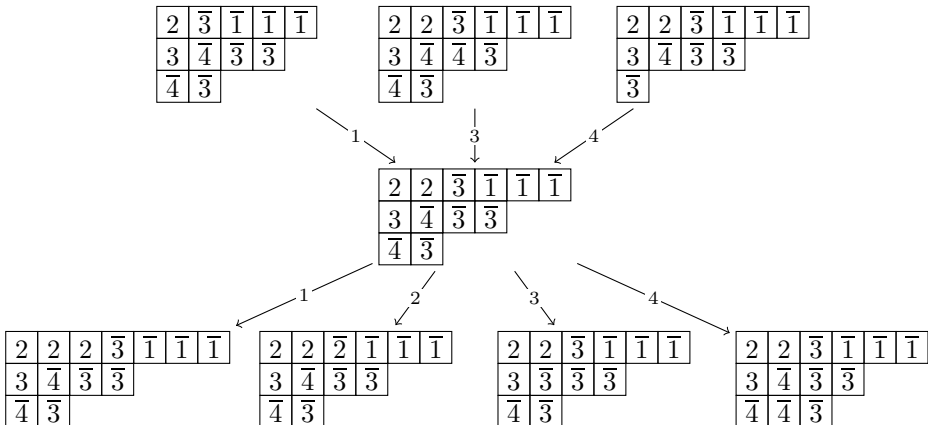 2 3̅ 1̅ 1̅ 1̅   2 2 3̅ 1̅ 1̅ 1̅   2 2 3̅ 1̅ 1̅ 1̅
3 4̅ 3̅ 3̅   3 4̅ 4̅ 3̅   3 4̅ 3̅ 3̅
4̅ 3̅   4̅ 3̅   3̅
1 3 4
2 2 3̅ 1̅ 1̅ 1̅
3 4̅ 3̅ 3̅
4̅ 3̅
1 2 3 4
2 2 2 3̅ 1̅ 1̅ 1̅   2 2 2̅ 1̅ 1̅ 1̅   2 2 3̅ 1̅ 1̅ 1̅   2 2 3̅ 1̅ 1̅ 1̅
3 4̅ 3̅ 3̅   3 4̅ 3̅ 3̅   3 3̅ 3̅ 3̅   3 4̅ 3̅ 3̅
4̅ 3̅   4̅ 3̅   4̅ 3̅   4̅ 4̅ 3̅